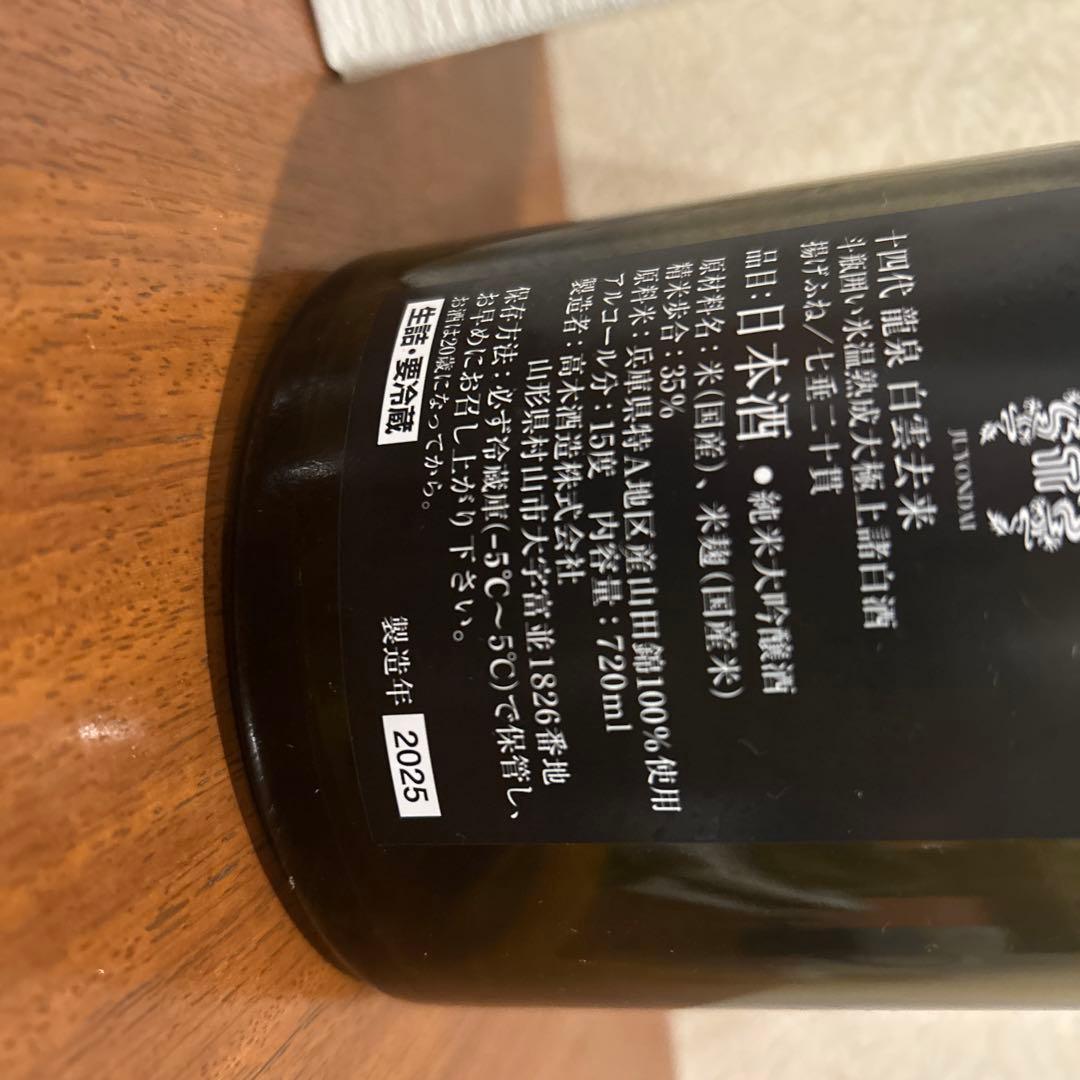 JUYONDAI
十四代 龍泉 白雲去来
斗瓶囲い氷温熟成大極上諸白酒
揚げふね/七垂二十貫
品目:日本酒 ●純米大吟醸酒
原材料名:米(国産)、米麹(国産米)
精米歩合:35%
原料米:兵庫県特A地区産山田錦100%使用
アルコール分:15度 内容量:720ml
製造者:高木酒造株式会社
山形県村山市大字富並1826番地
保存方法:必ず冷蔵庫(-5℃~5℃)で保管し、
お早めにお召し上がり下さい。
お酒は20歳になってから。
生詰・要冷蔵 製造年 2025